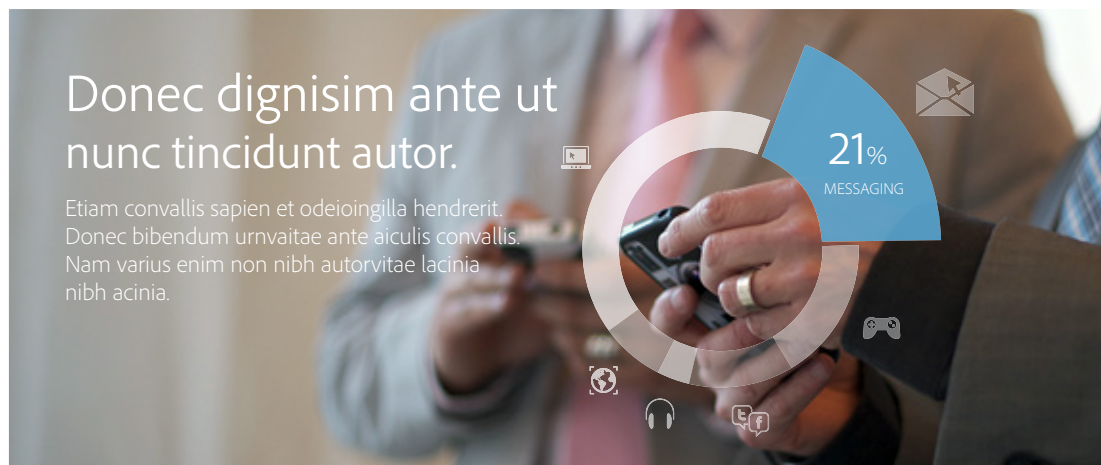 Donec dignisim ante ut
nunc tincidunt autor.
Etiam convallis sapien et odeioingilla hendrerit.
Donec bibendum urnvaitae ante aiculis convallis.
Nam varius enim non nibh autorvitae lacinia
nibh acinia.
21%
MESSAGING